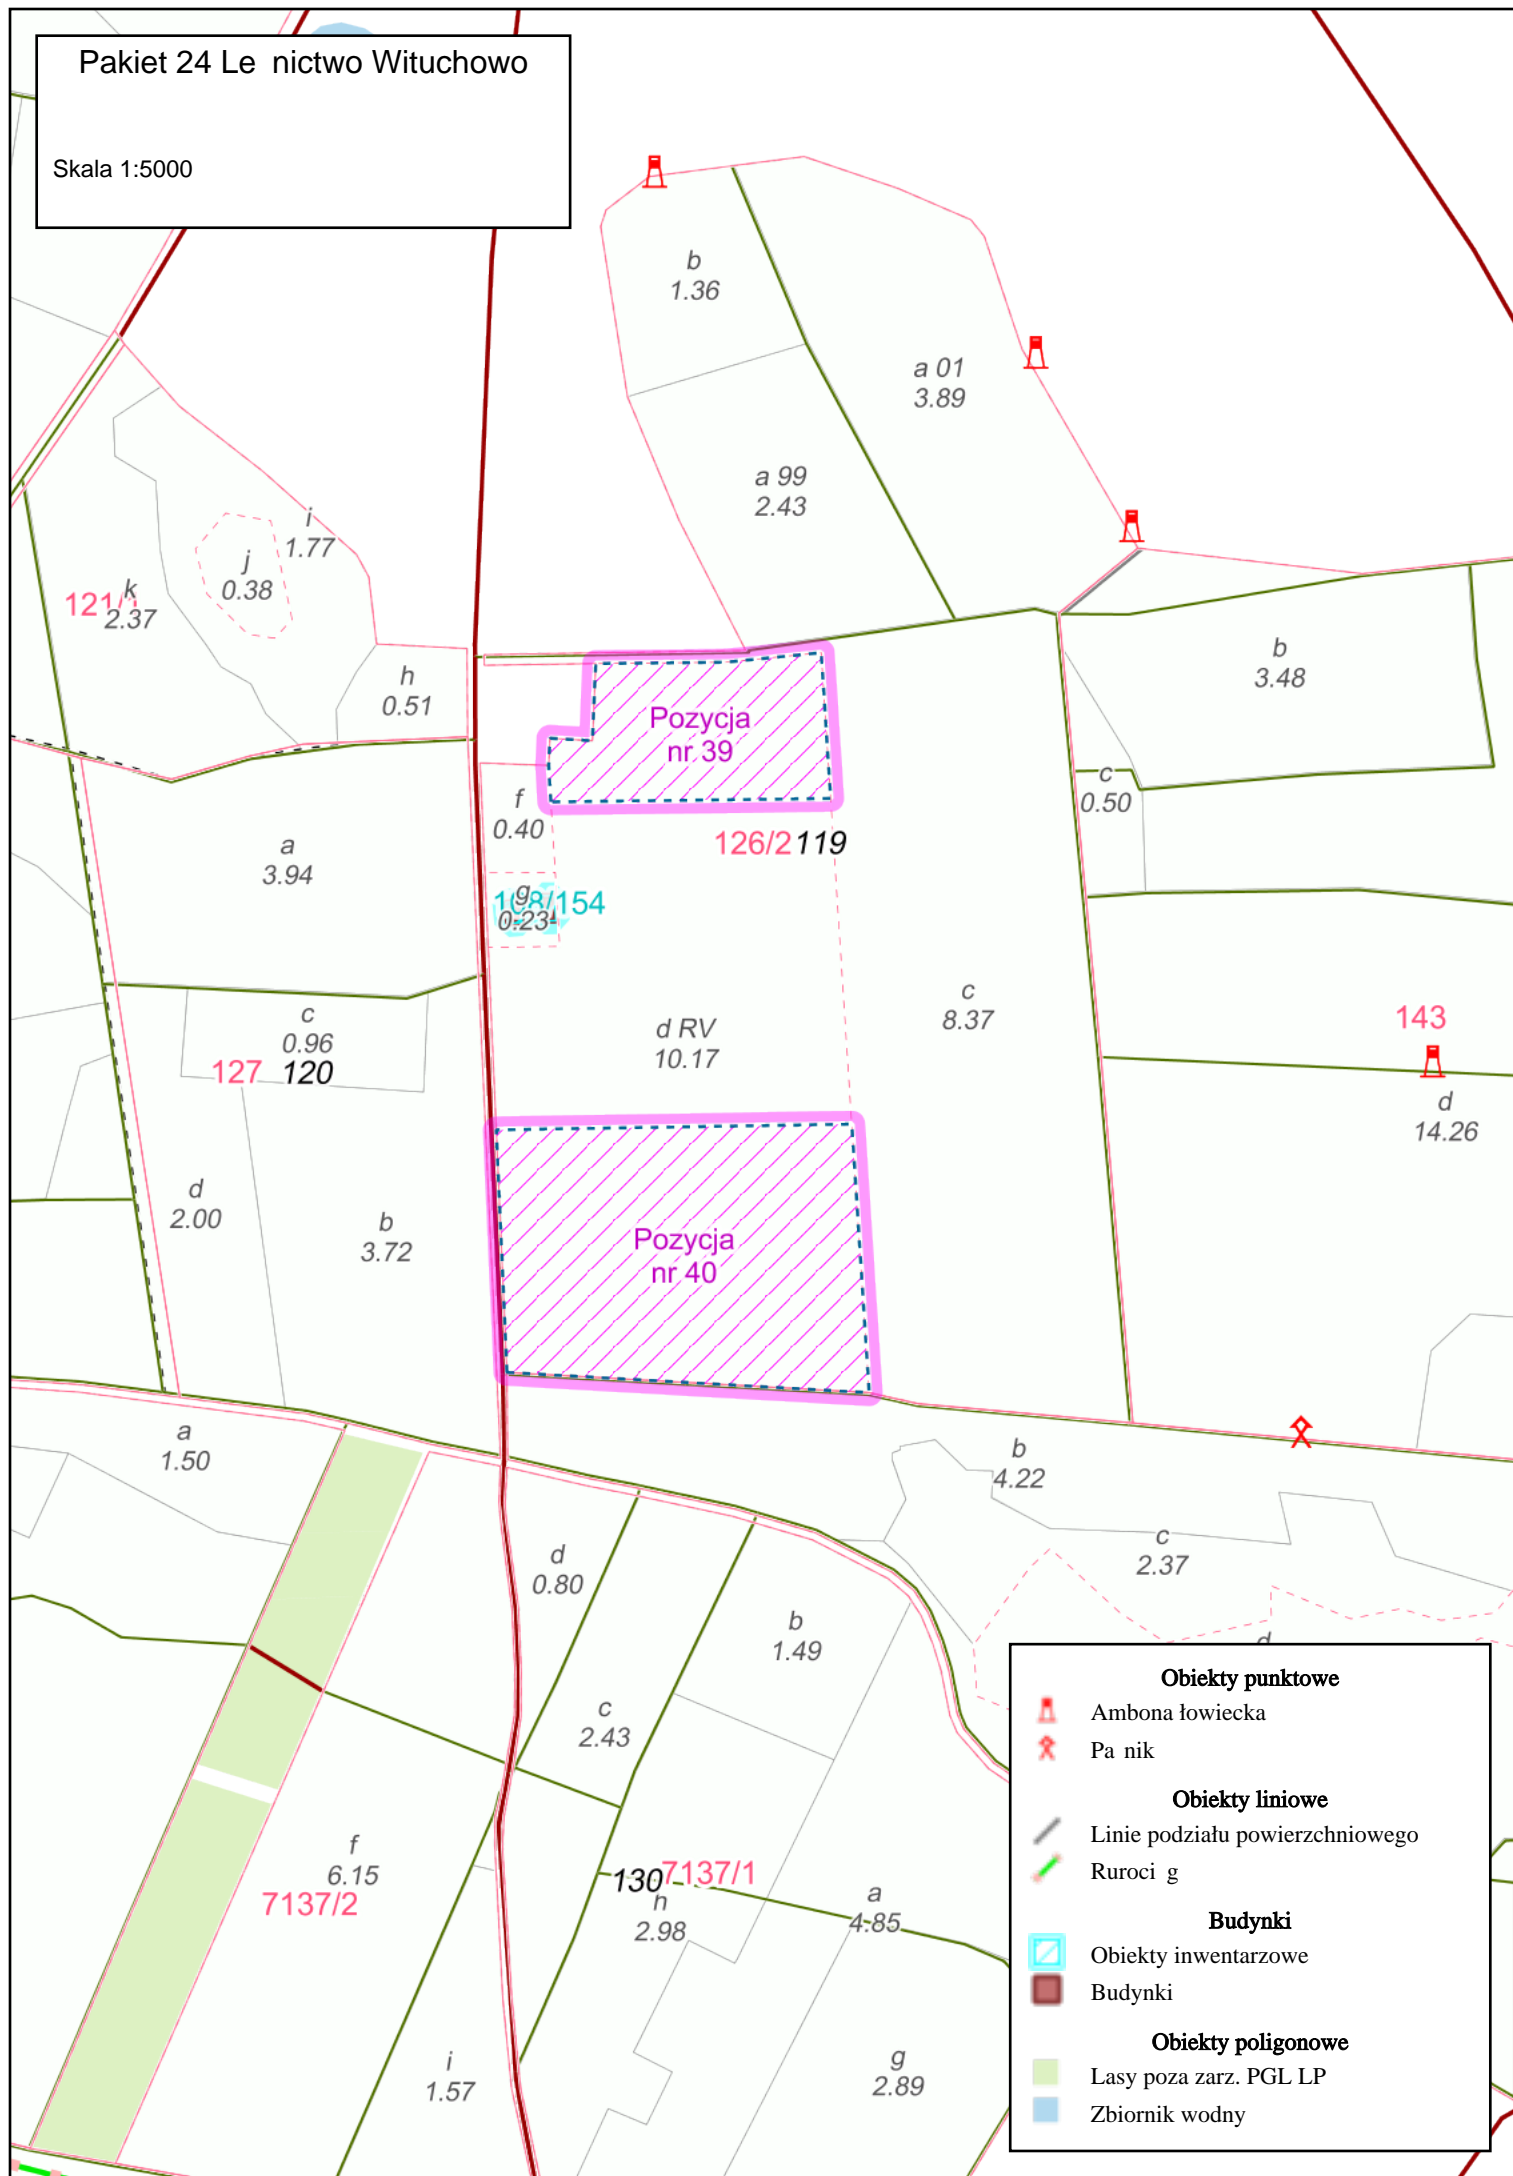 Pakiet 24 Le nictwo Wituchowo
Skala 1:5000
b
1.36
a 01
3.89
a 99
2.43
i
1.77
j
0.38
k
2.37
h
0.51
b
3.48
Pozycja
nr 39
c
0.50
f
0.40
126/2 119
a
3.94
g
0.23
108/154
c
0.96
127 120
d RV
10.17
c
8.37
143
d
14.26
d
2.00
b
3.72
Pozycja
nr 40
a
1.50
b
4.22
c
2.37
d
0.80
b
1.49
d
c
2.43
f
6.15
7137/2
130 7137/1
h
2.98
a
4.85
i
1.57
g
2.89
Obiekty punktowe
Ambona łowiecka
Pa nik
Obiekty liniowe
Linie podziału powierzchniowego
Ruroci g
Budynki
Obiekty inwentarzowe
Budynki
Obiekty poligonowe
Lasy poza zarz. PGL LP
Zbiornik wodny